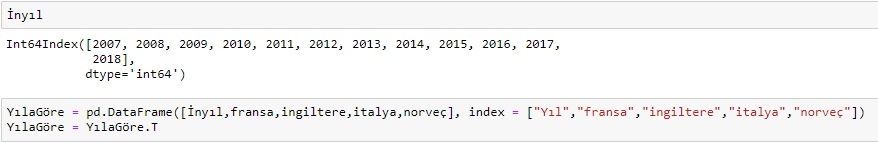 İnyıl
Int64Index([2007, 2008, 2009, 2010, 2011, 2012, 2013, 2014, 2015, 2016, 2017,
2018],
dtype='int64')
YılaGöre = pd.DataFrame([İnyıl,fransa,ingiltere,italya,norveç], index = ["Yıl","fransa","ingiltere","italya","norveç"])
YılaGöre = YılaGöre.T